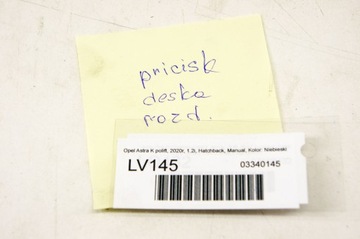 pricisk
deska
rozd.
Opel Astra K polift, 2020r, 1.2i, Hatchback, Manual, Kolor: Niebieski
LV145
03340145